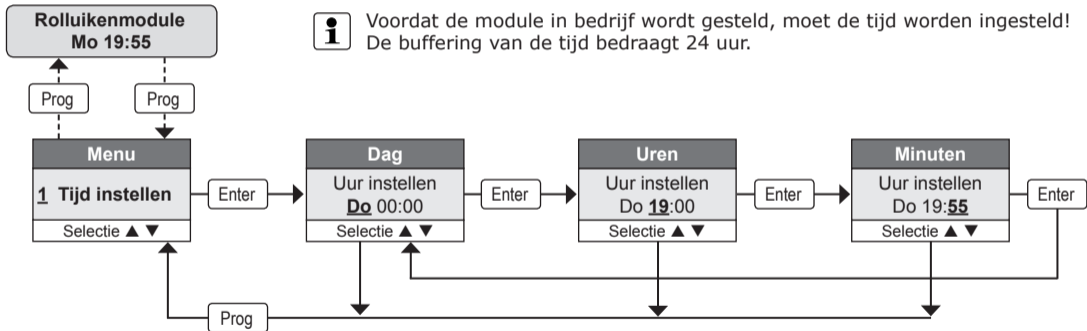 Rolluikenmodule
Mo 19:55
Voordat de module in bedrijf wordt gesteld, moet de tijd worden ingesteld!
De buffering van de tijd bedraagt 24 uur.
Prog
Prog
Menu
1 Tijd instellen
Selectie ▲ ▼
Enter
Dag
Uur instellen
Do 00:00
Selectie ▲ ▼
Enter
Uren
Uur instellen
Do 19:00
Selectie ▲ ▼
Enter
Minuten
Uur instellen
Do 19:55
Selectie ▲ ▼
Enter
Prog